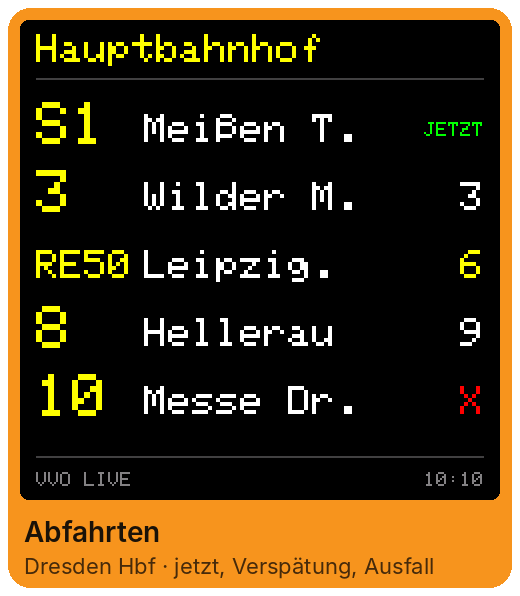 Hauptbahnhof
S1 Meißen T. JETZT
3 Wilder M. 3
RE50 Leipzig. 6
8 Hellerau 9
10 Messe Dr. X
VVO LIVE 10:10
Abfahrten
Dresden Hbf · jetzt, Verspätung, Ausfall